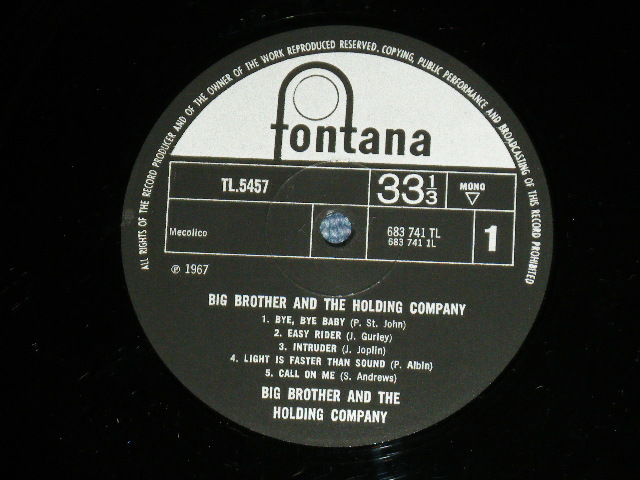 ALL RIGHTS OF THE RECORD PRODUCER AND OF THE OWNER OF THE WORK REPRODUCED RESERVED. COPYING, PUBLIC PERFORMANCE AND BROADCASTING OF THIS RECORD PROHIBITED
fontana
TL.5457
33 1/3
MONO
Mecolico
683 741 TL
683 741 1L
1
℗ 1967
BIG BROTHER AND THE HOLDING COMPANY
1. BYE, BYE BABY (P. St. John)
2. EASY RIDER (J. Gurley)
3. INTRUDER (J. Joplin)
4. LIGHT IS FASTER THAN SOUND (P. Albin)
5. CALL ON ME (S. Andrews)
BIG BROTHER AND THE
HOLDING COMPANY